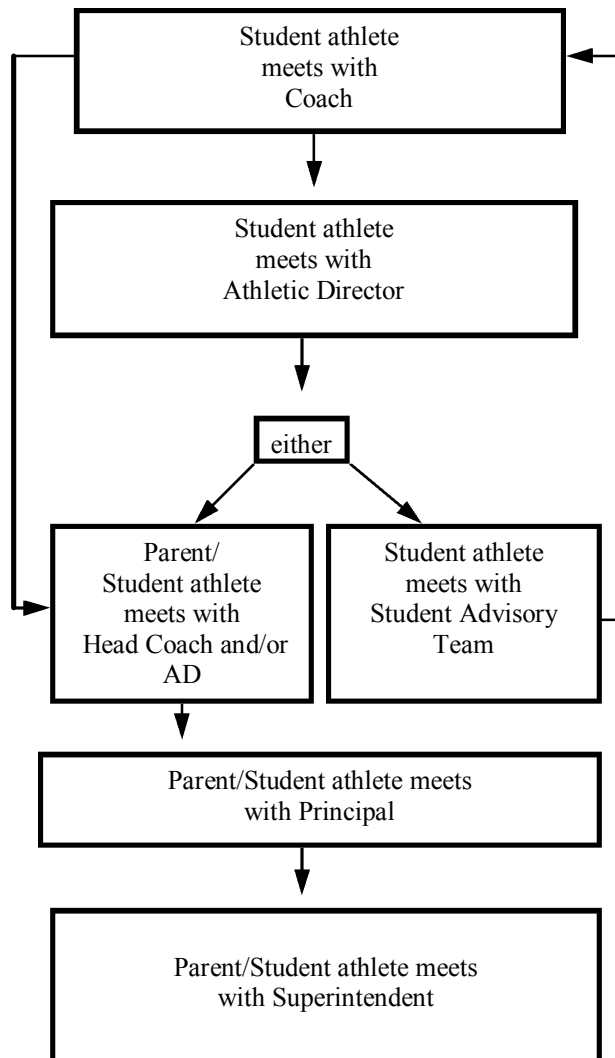 Student athlete
meets with
Coach
Student athlete
meets with
Athletic Director
either
Parent/
Student athlete
meets with
Head Coach and/or
AD
Student athlete
meets with
Student Advisory
Team
Parent/Student athlete meets
with Principal
Parent/Student athlete meets
with Superintendent